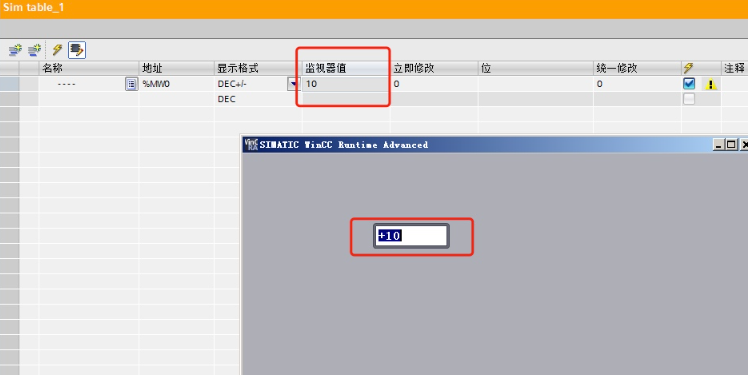 Sim table_1
名称 地址 显示格式 监视器值 立即修改 位 统一修改 注释
---- %MW0 DEC+/- 10 0 0
DEC
SIMATIC WinCC Runtime Advanced
+10